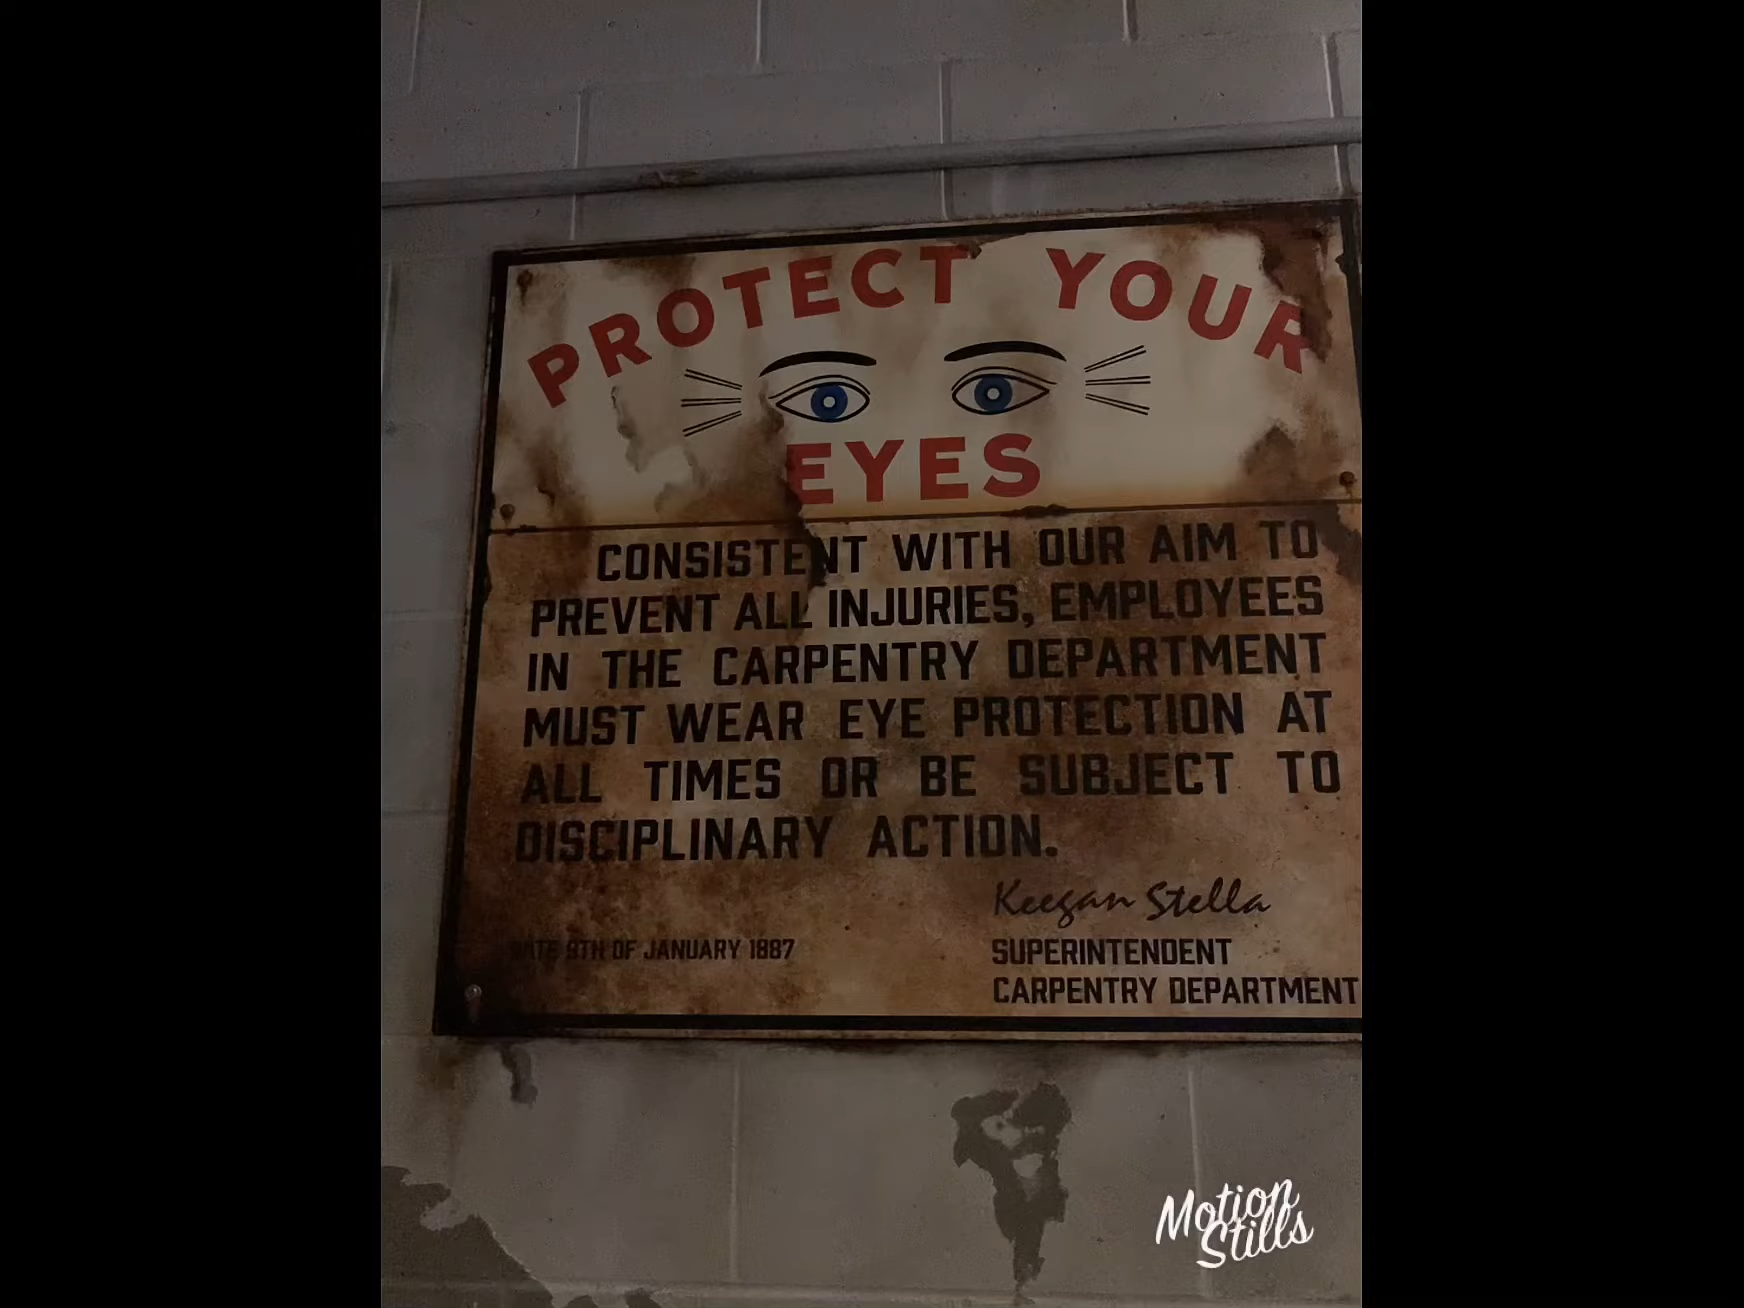 PROTECT YOUR
EYES
CONSISTENT WITH OUR AIM TO
PREVENT ALL INJURIES, EMPLOYEES
IN THE CARPENTRY DEPARTMENT
MUST WEAR EYE PROTECTION AT
ALL TIMES OR BE SUBJECT TO
DISCIPLINARY ACTION.
Keegan Stella
DATE 9TH OF JANUARY 1887
SUPERINTENDENT
CARPENTRY DEPARTMENT
Motion
Stills